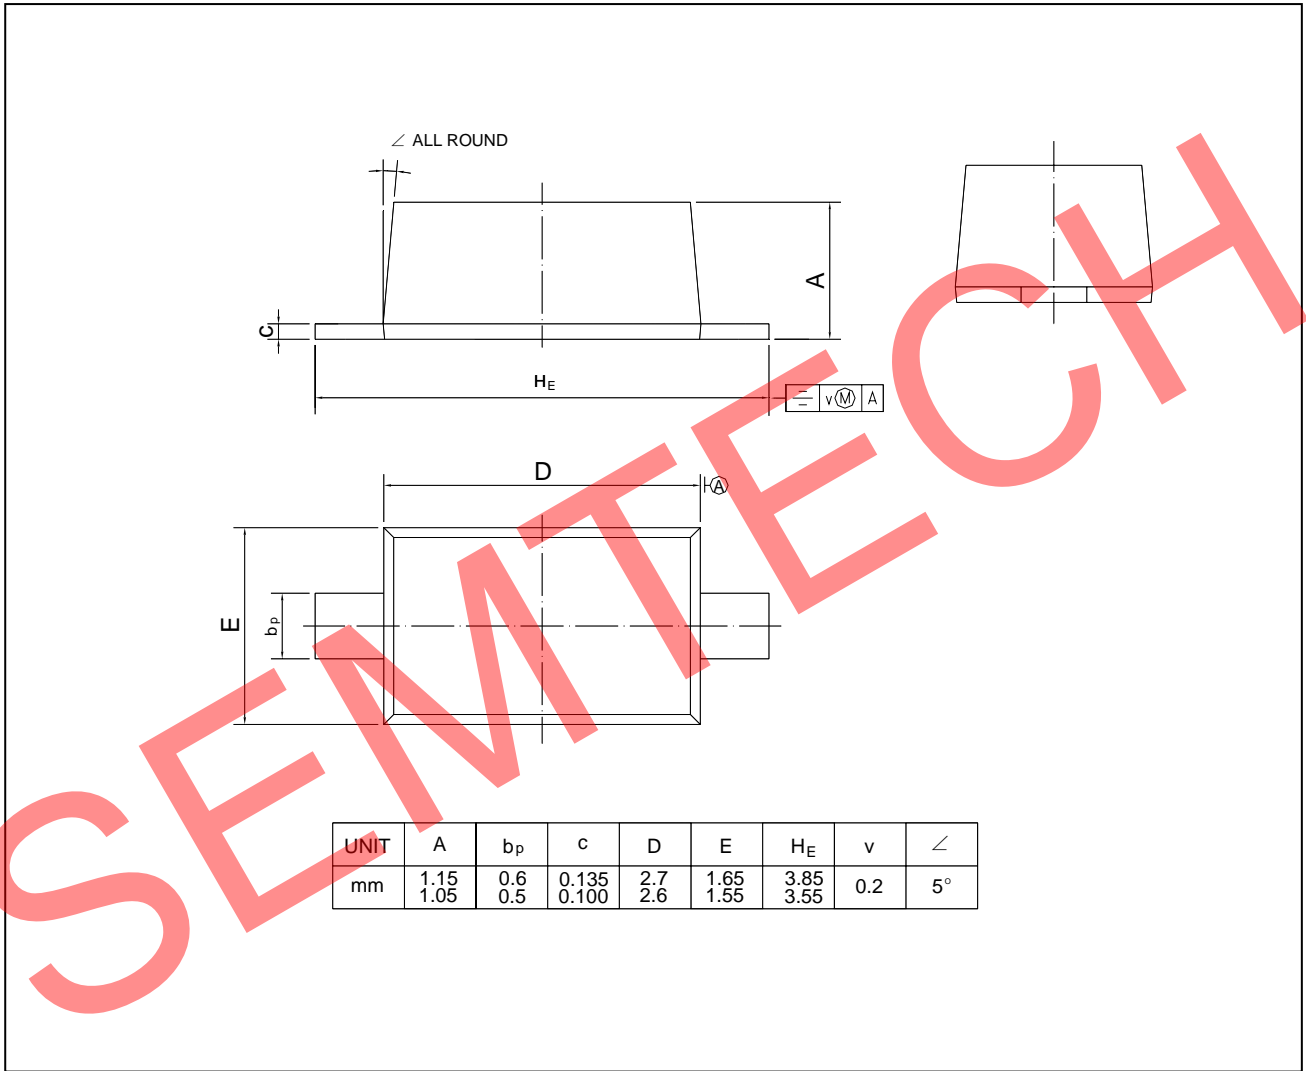 ∠ ALL ROUND
A
c
HE
v Ⓜ A
D
Ⓐ
E
bp
UNIT A bp c D E HE v ∠
mm 1.15 0.6 0.135 2.7 1.65 3.85 0.2 5°
1.05 0.5 0.100 2.6 1.55 3.55
SEMTECH